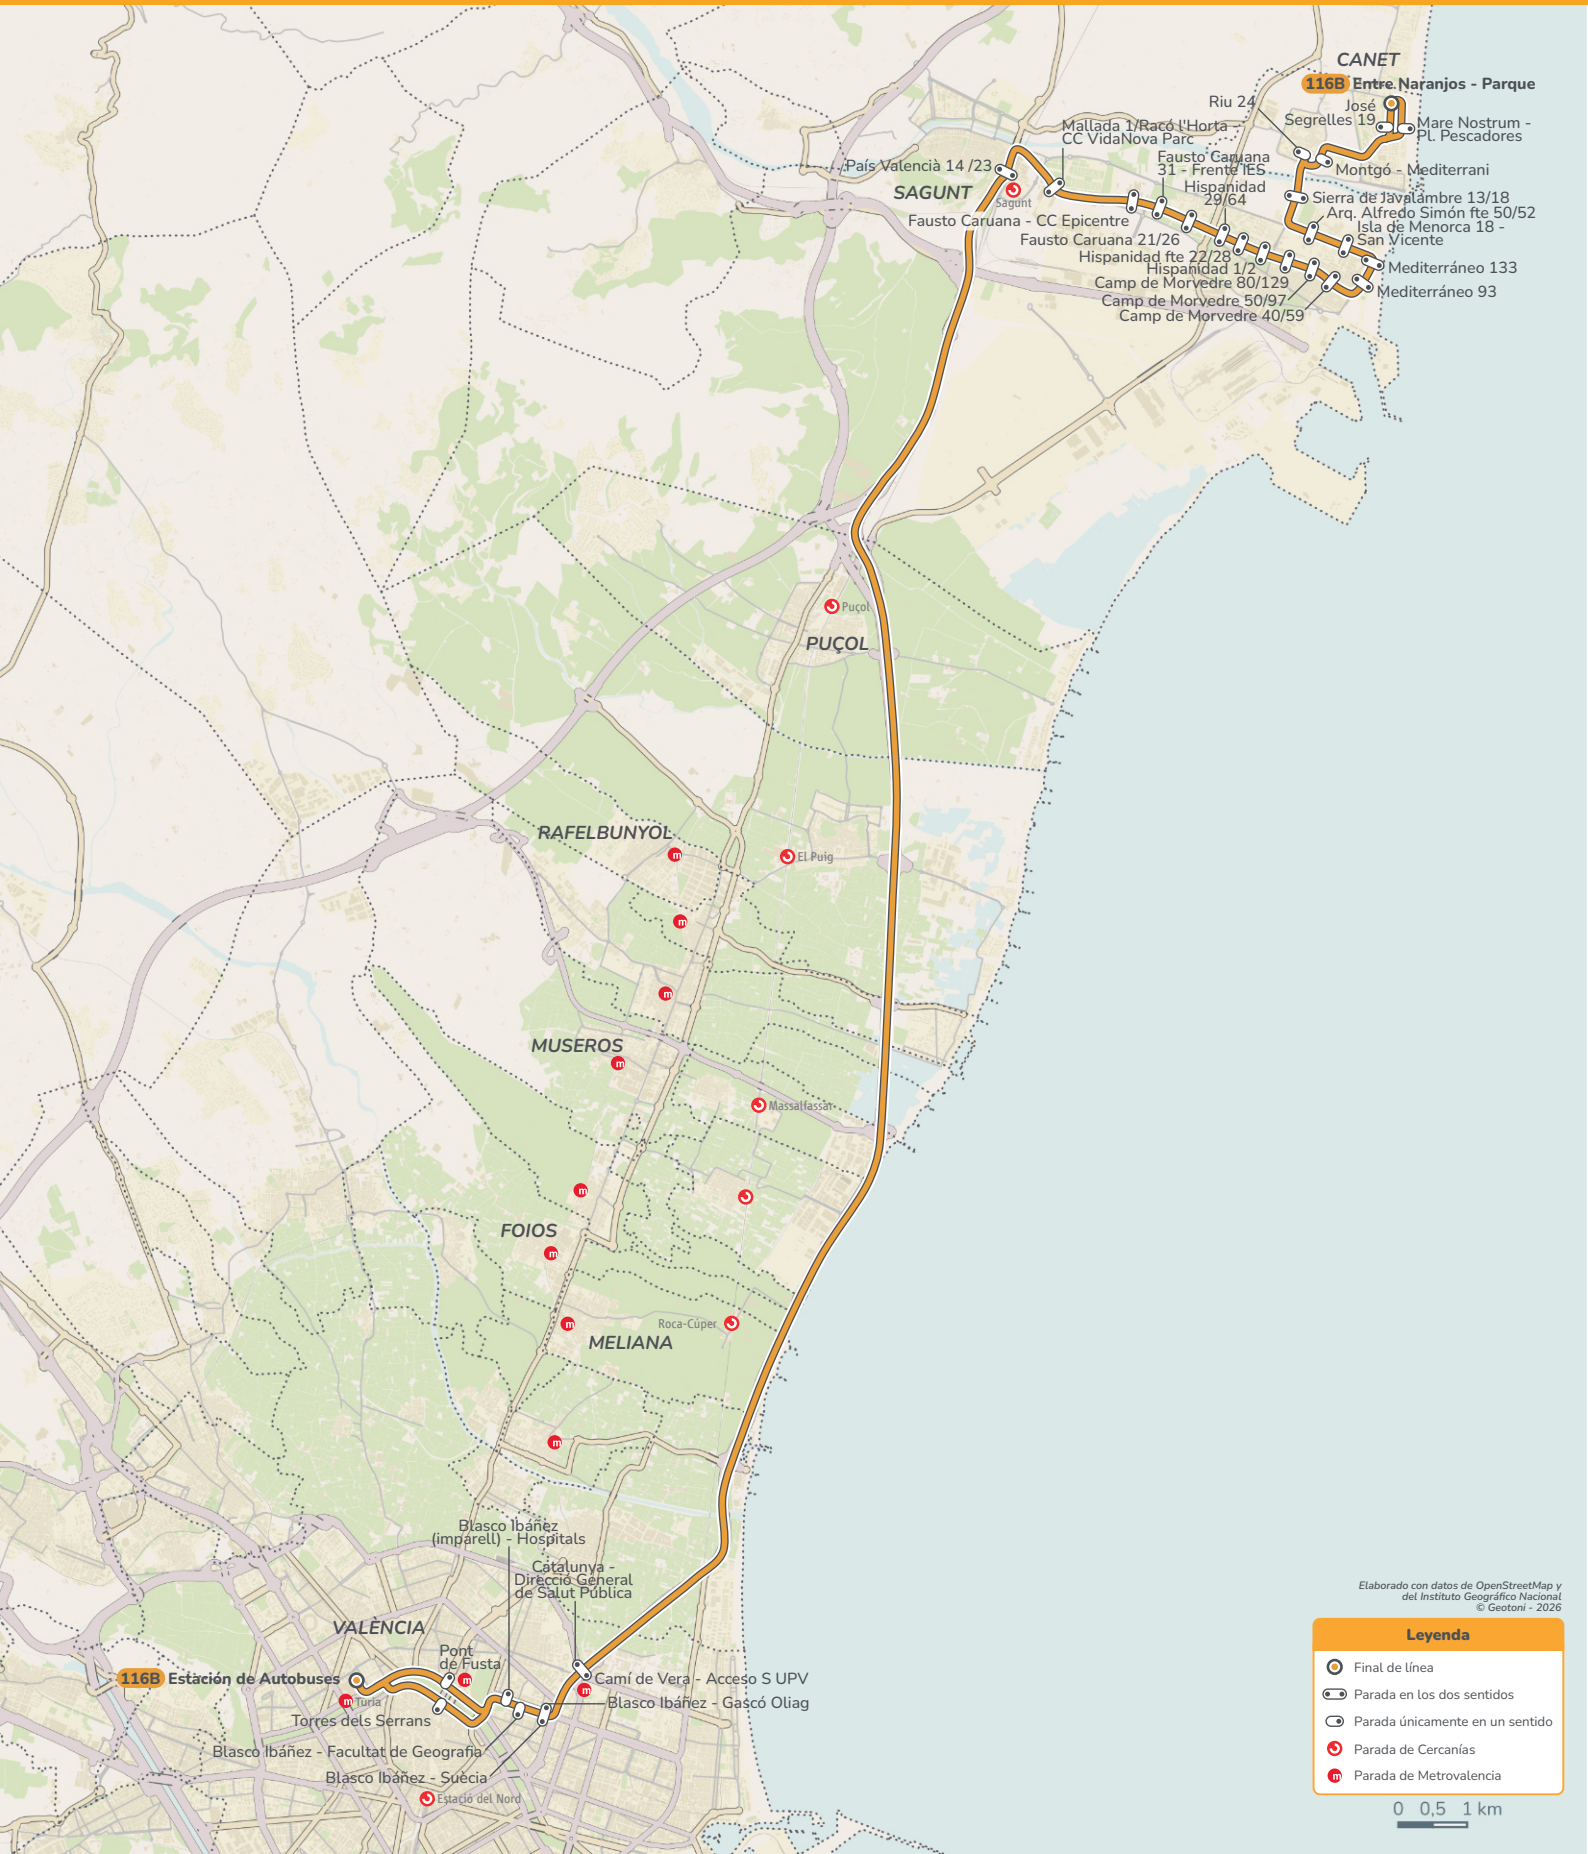 CANET
116B Entre Naranjos - Parque
Riu 24
José
Segrelles 19
Mare Nostrum -
Pl. Pescadores
Mallada 1/Racó l'Horta -
CC VidaNova Parc
País Valencià 14 /23
Fausto Caruana
31 - Frente IES
Montgó - Mediterrani
SAGUNT
Sagunt
Hispanidad
29/64
Sierra de Javalambre 13/18
Arq. Alfredo Simón fte 50/52
Fausto Caruana - CC Epicentre
Isla de Menorca 18 -
San Vicente
Fausto Caruana 21/26
Hispanidad fte 22/28
Hispanidad 1/2
Mediterráneo 133
Camp de Morvedre 80/129
Mediterráneo 93
Camp de Morvedre 50/97
Camp de Morvedre 40/59
Puçol
PUÇOL
RAFELBUNYOL
m
El Puig
m
m
MUSEROS
m
Massalfassar
m
FOIOS
m
m
Roca-Cúper
MELIANA
m
Blasco Ibáñez
(imparell) - Hospitals
Catalunya -
Direcció General
de Salut Pública
VALÈNCIA
Pont
de Fusta
m
116B Estación de Autobuses
Camí de Vera - Acceso S UPV
m
m Túria
Blasco Ibáñez - Gascó Oliag
Torres dels Serrans
Blasco Ibáñez - Facultat de Geografia
Blasco Ibáñez - Suècia
Estació del Nord
Elaborado con datos de OpenStreetMap y
del Instituto Geográfico Nacional
© Geotoni - 2026
Leyenda
Final de línea
Parada en los dos sentidos
Parada únicamente en un sentido
Parada de Cercanías
m Parada de Metrovalencia
0 0,5 1 km